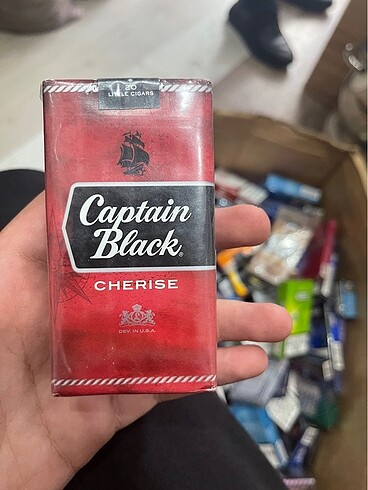 20
LITTLE CIGARS
Captain
Black®
CHERISE
DEV. IN U.S.A.